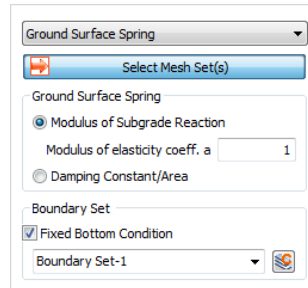 Ground Surface Spring
Select Mesh Set(s)
Ground Surface Spring
Modulus of Subgrade Reaction
Modulus of elasticity coeff. a 1
Damping Constant/Area
Boundary Set
Fixed Bottom Condition
Boundary Set-1